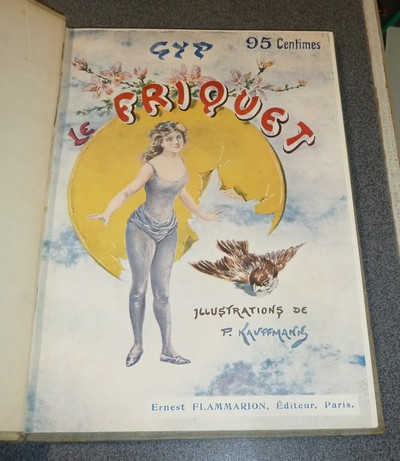 GYP
95 Centimes
LE FRIQUET
ILLUSTRATIONS DE
P. KAUFFMANN
Ernest FLAMMARION, Éditeur, Paris.